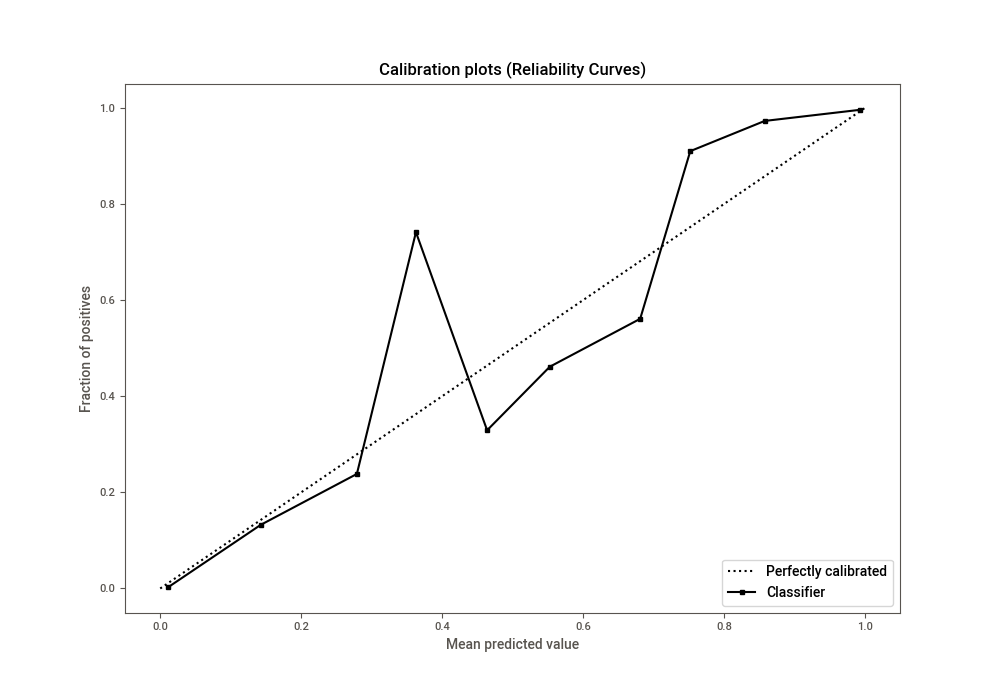 Calibration plots (Reliability Curves)
1.0
0.8
0.6
0.4
0.2
0.0
Fraction of positives
0.0 0.2 0.4 0.6 0.8 1.0
Mean predicted value
Perfectly calibrated
Classifier